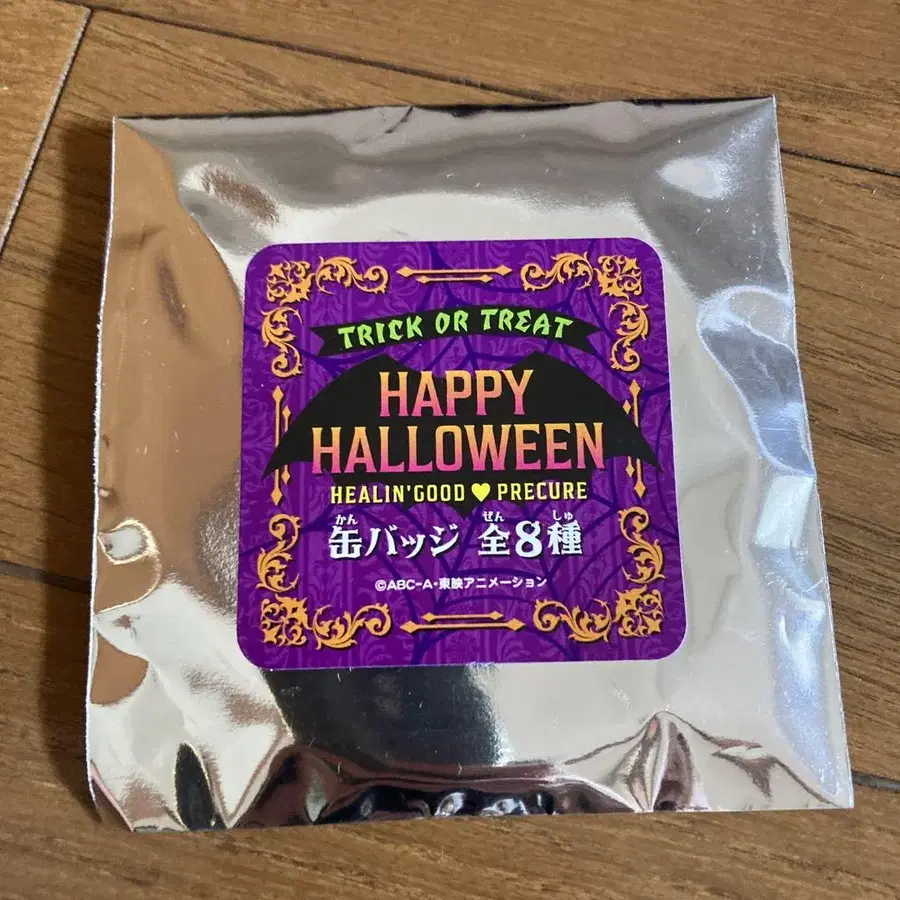 TRICK OR TREAT
HAPPY
HALLOWEEN
HEALIN'GOOD♥PRECURE
かん ぜん しゅ
缶バッジ 全8種
©ABC-A・東映アニメーション